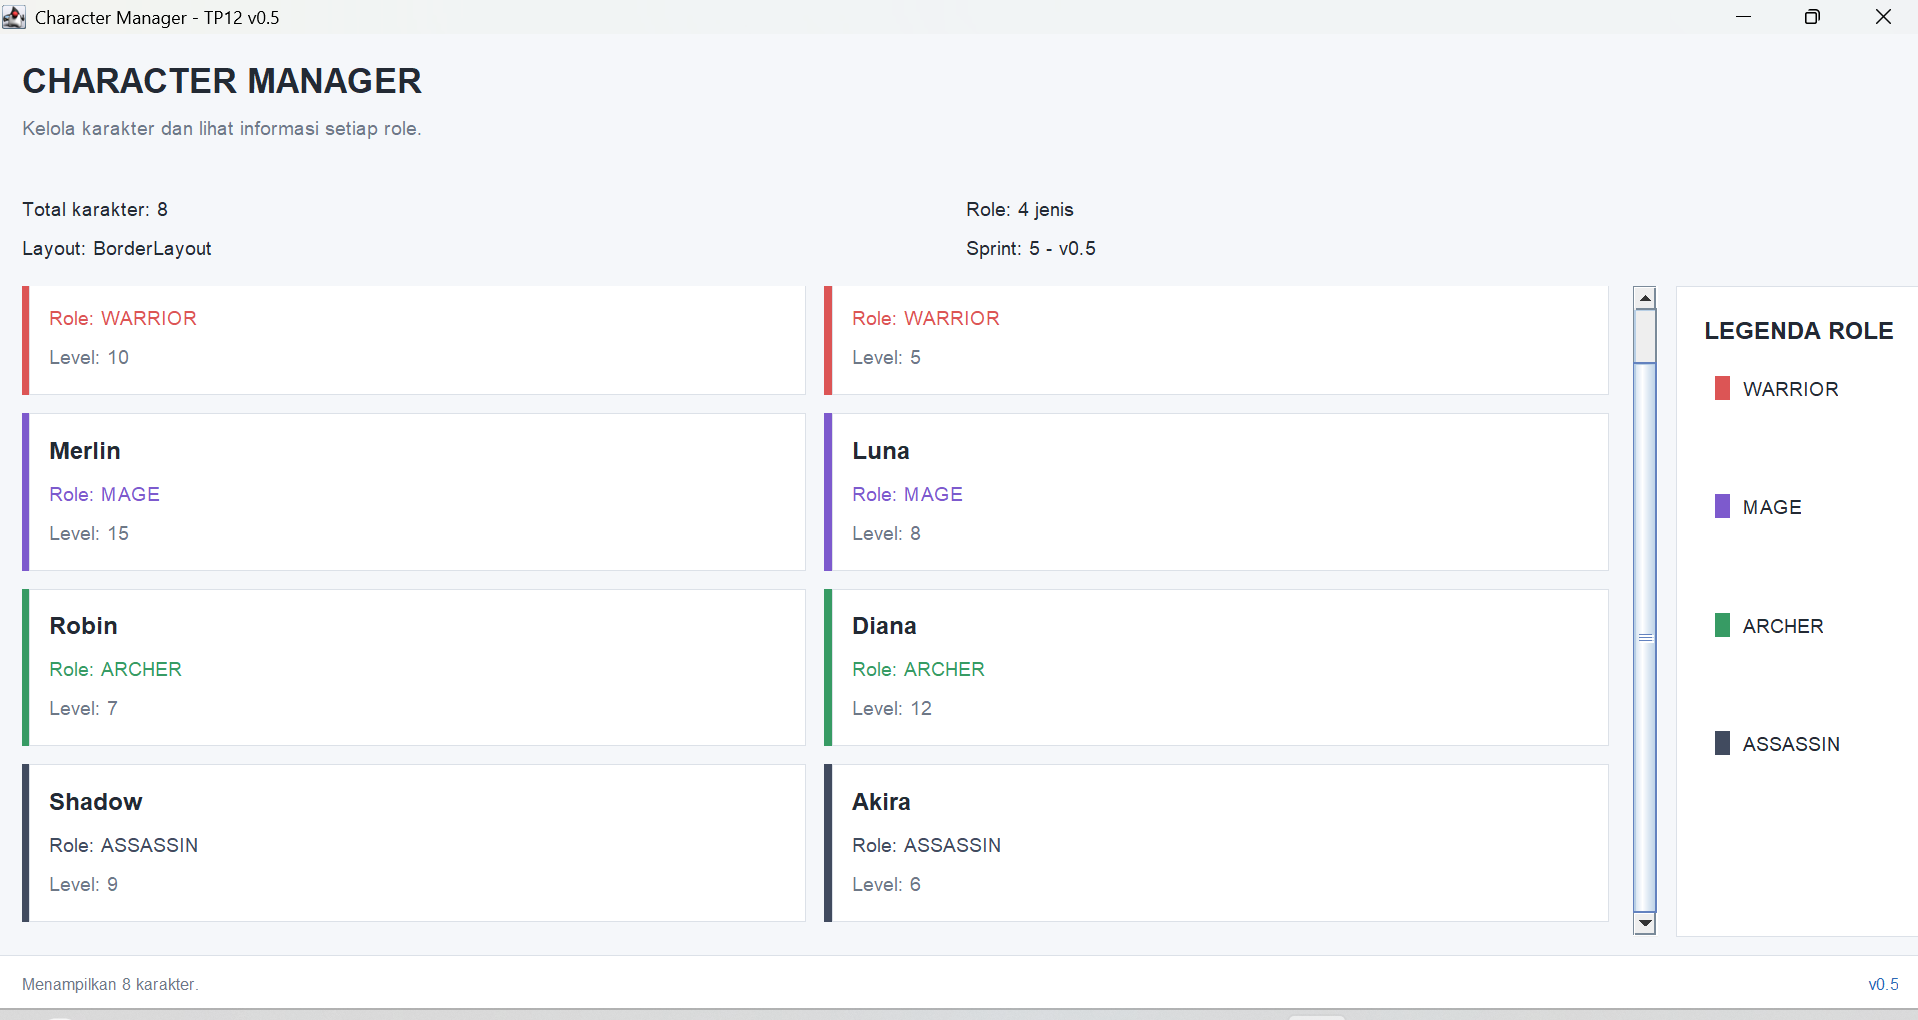 Character Manager - TP12 v0.5
CHARACTER MANAGER
Kelola karakter dan lihat informasi setiap role.
Total karakter: 8
Role: 4 jenis
Layout: BorderLayout
Sprint: 5 - v0.5
Role: WARRIOR
Level: 10
Role: WARRIOR
Level: 5
Merlin
Role: MAGE
Level: 15
Luna
Role: MAGE
Level: 8
Robin
Role: ARCHER
Level: 7
Diana
Role: ARCHER
Level: 12
Shadow
Role: ASSASSIN
Level: 9
Akira
Role: ASSASSIN
Level: 6
LEGENDA ROLE
WARRIOR
MAGE
ARCHER
ASSASSIN
Menampilkan 8 karakter.
v0.5